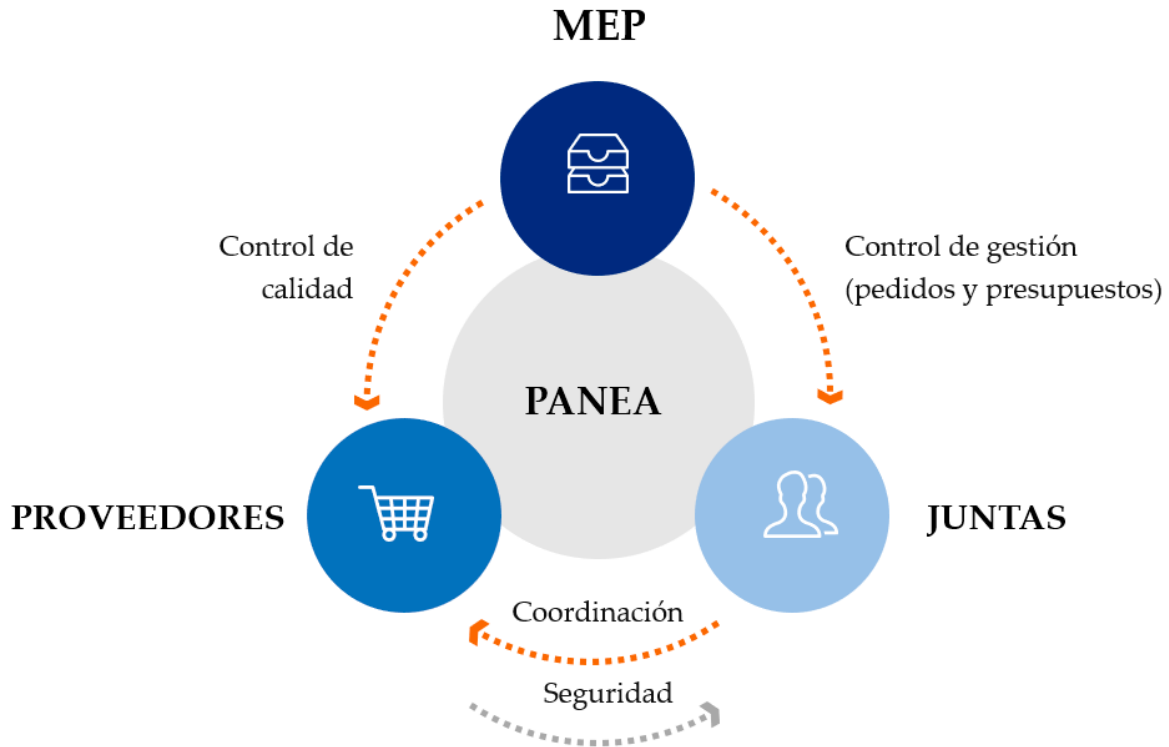 MEP
Control de
calidad
Control de gestión
(pedidos y presupuestos)
PANEA
PROVEEDORES
JUNTAS
Coordinación
Seguridad